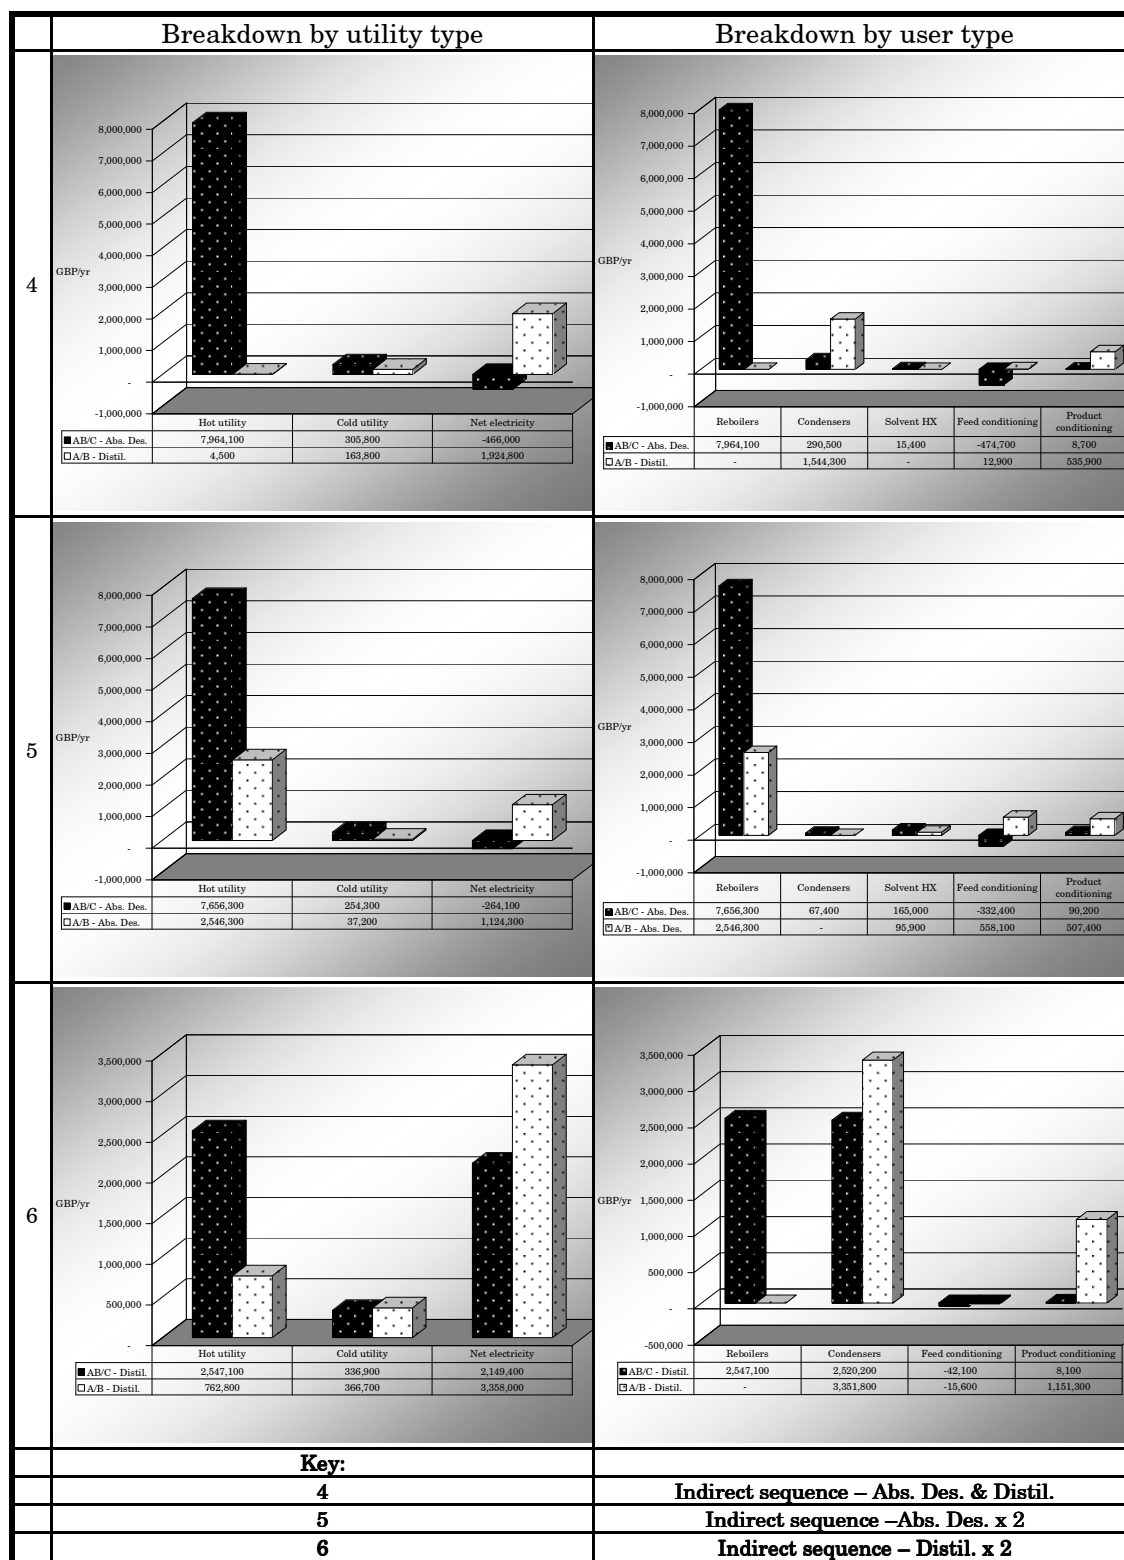 Breakdown by utility type
Breakdown by user type
4
8,000,000
7,000,000
6,000,000
5,000,000
4,000,000
GBP/yr
3,000,000
2,000,000
1,000,000
-
-1,000,000
Hot utility Cold utility Net electricity
AB/C - Abs. Des. 7,964,100 305,800 -466,000
A/B - Distil. 4,500 163,800 1,924,800
8,000,000
7,000,000
6,000,000
5,000,000
4,000,000
GBP/yr
3,000,000
2,000,000
1,000,000
-
-1,000,000
Reboilers Condensers Solvent HX Feed conditioning Product conditioning
AB/C - Abs. Des. 7,964,100 290,500 15,400 -474,700 8,700
A/B - Distil. - 1,544,300 - 12,900 535,900
5
8,000,000
7,000,000
6,000,000
5,000,000
4,000,000
GBP/yr
3,000,000
2,000,000
1,000,000
-
-1,000,000
Hot utility Cold utility Net electricity
AB/C - Abs. Des. 7,656,300 254,300 -264,100
A/B - Abs. Des. 2,546,300 37,200 1,124,300
8,000,000
7,000,000
6,000,000
5,000,000
4,000,000
GBP/yr
3,000,000
2,000,000
1,000,000
-
-1,000,000
Reboilers Condensers Solvent HX Feed conditioning Product conditioning
AB/C - Abs. Des. 7,656,300 67,400 165,000 -332,400 90,200
A/B - Abs. Des. 2,546,300 - 95,900 558,100 507,400
6
3,500,000
3,000,000
2,500,000
2,000,000
GBP/yr
1,500,000
1,000,000
500,000
-
Hot utility Cold utility Net electricity
AB/C - Distil. 2,547,100 336,900 2,149,400
A/B - Distil. 762,800 366,700 3,358,000
3,500,000
3,000,000
2,500,000
2,000,000
GBP/yr 1,500,000
1,000,000
500,000
-
-500,000
Reboilers Condensers Feed conditioning Product conditioning
AB/C - Distil. 2,547,100 2,520,200 -42,100 8,100
A/B - Distil. - 3,351,800 -15,600 1,151,300
Key:
4 Indirect sequence – Abs. Des. & Distil.
5 Indirect sequence –Abs. Des. x 2
6 Indirect sequence – Distil. x 2